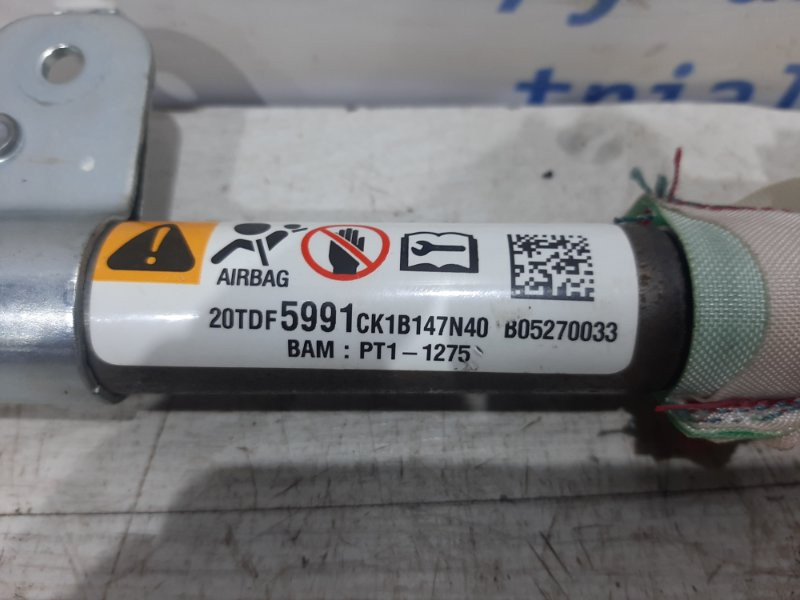 AIRBAG
20TDF5991CK1B147N40 B05270033
BAM : PT1-1275